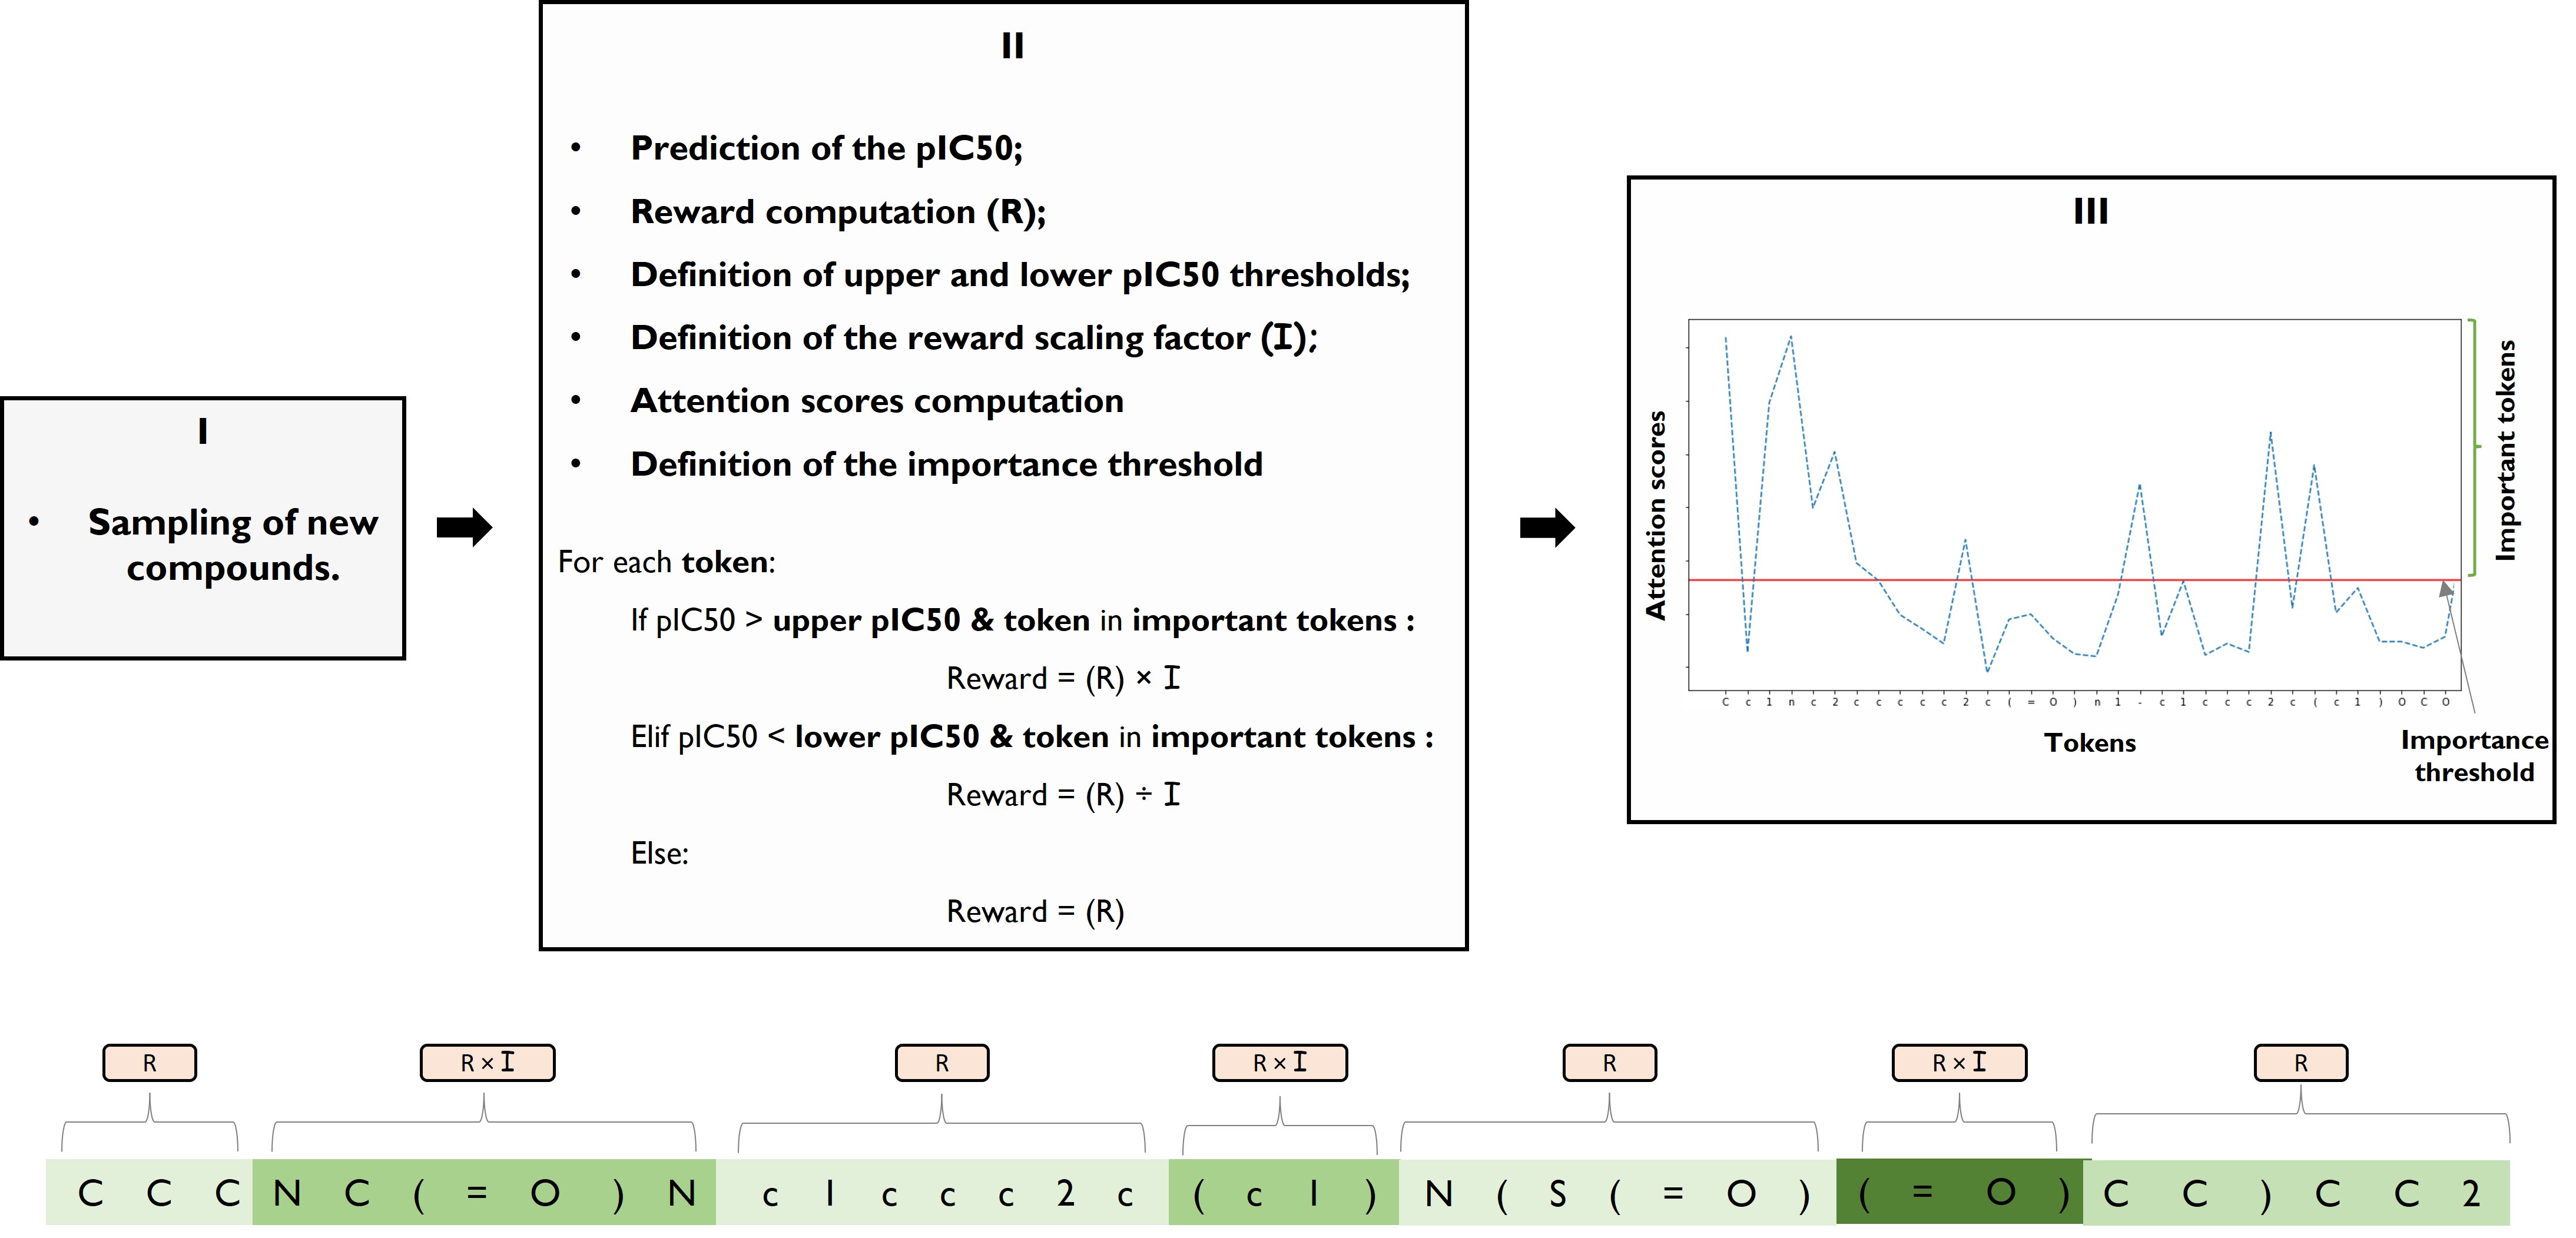 I
• Sampling of new
compounds.
II
• Prediction of the pIC50;
• Reward computation (R);
• Definition of upper and lower pIC50 thresholds;
• Definition of the reward scaling factor (I);
• Attention scores computation
• Definition of the importance threshold
For each token:
If pIC50 > upper pIC50 & token in important tokens :
Reward = (R) × I
Elif pIC50 < lower pIC50 & token in important tokens :
Reward = (R) ÷ I
Else:
Reward = (R)
III
Attention scores
Important tokens
C c 1 n c 2 c c c c c 2 c ( = O ) n 1 - c 1 c c c 2 c ( c 1 ) O C O
Tokens
Importance
threshold
R R × I R R × I R R × I R
C C C N C ( = O ) N c 1 c c c 2 c ( c 1 ) N ( S ( = O ) ( = O ) C C ) C C 2